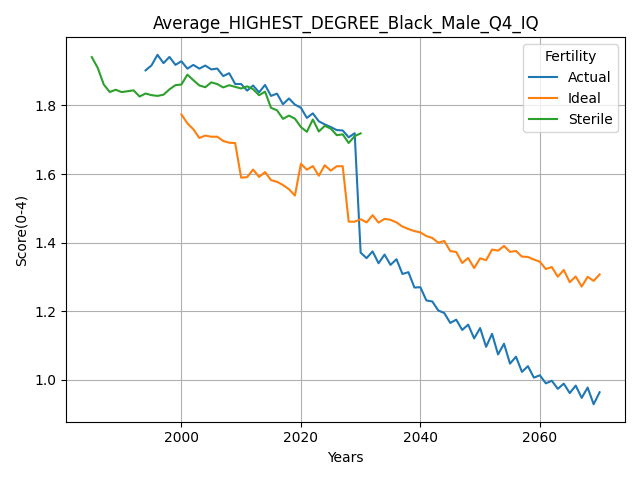 Average_HIGHEST_DEGREE_Black_Male_Q4_IQ
Fertility
Actual
Ideal
Sterile
Score(0-4)
1.8
1.6
1.4
1.2
1.0
2000
2020
2040
2060
Years